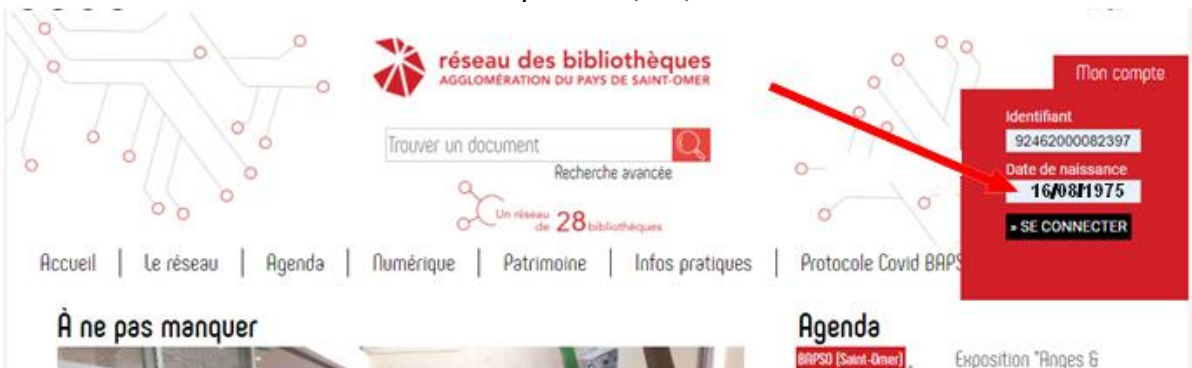 réseau des bibliothèques
AGGLOMÉRATION DU PAYS DE SAINT-OMER
Mon compte
Identifiant
92462000082397
Trouver un document
Recherche avancée
Date de naissance
16/08/1975
» SE CONNECTER
Un réseau de 28 bibliothèques
Accueil | Le réseau | Agenda | Numérique | Patrimoine | Infos pratiques | Protocole Covid BAPS
À ne pas manquer
Agenda
BAPSO (Saint-Omer)
Exposition "Anges &